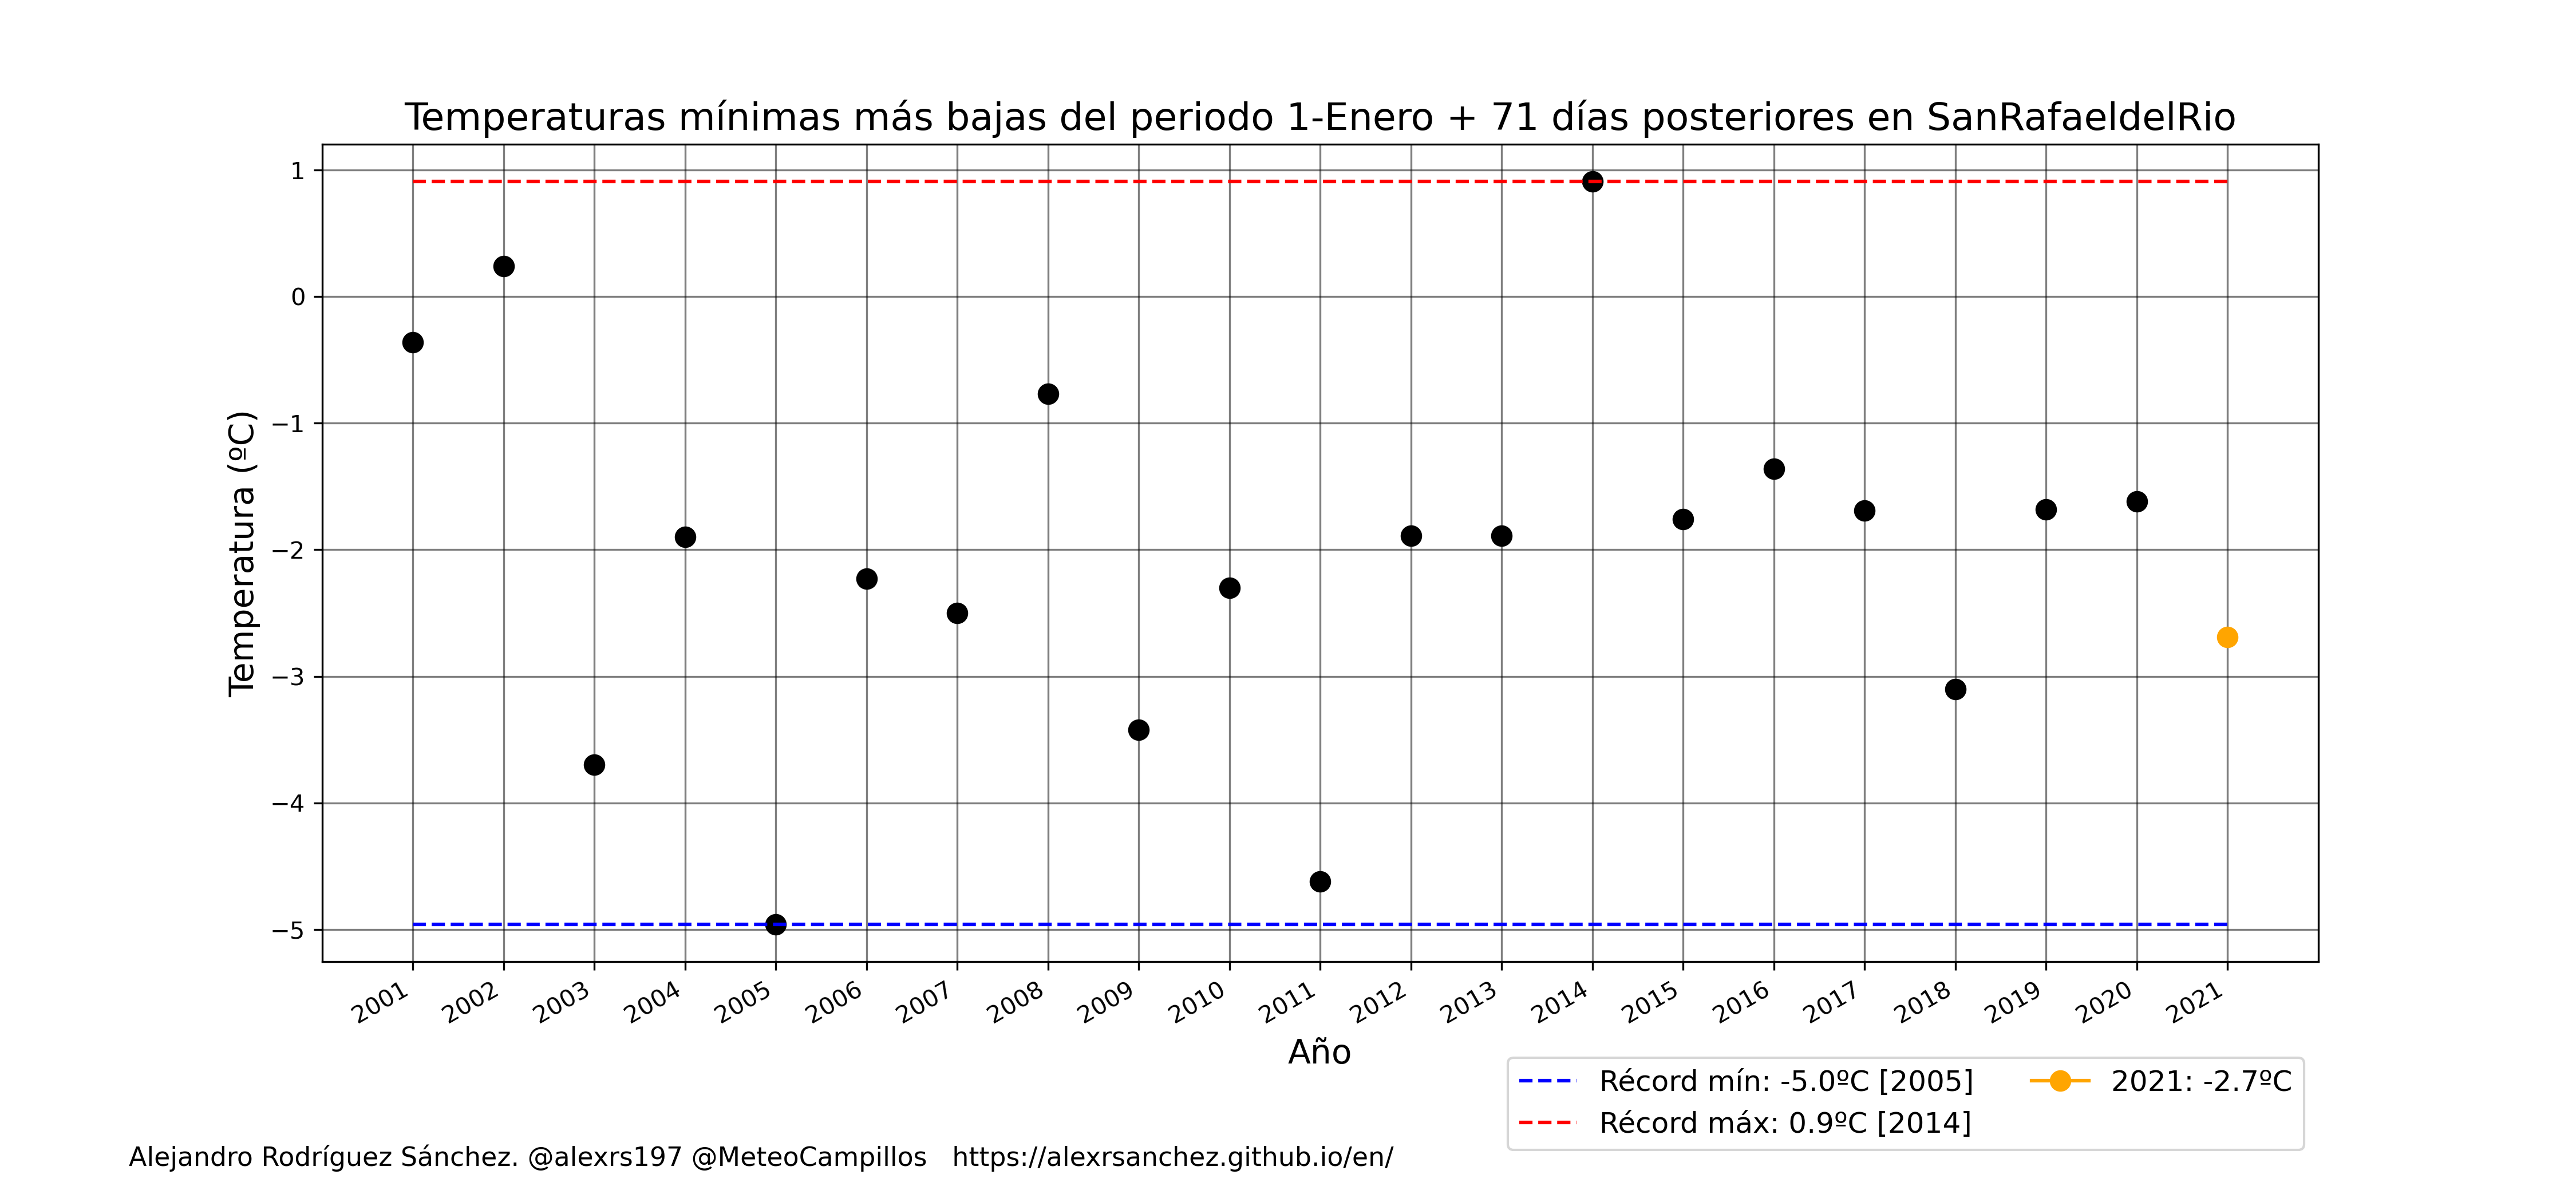 Temperaturas mínimas más bajas del periodo 1-Enero + 71 días posteriores en SanRafaeldelRio
Temperatura (ºC)
1
0
−1
−2
−3
−4
−5
2001 2002 2003 2004 2005 2006 2007 2008 2009 2010 2011 2012 2013 2014 2015 2016 2017 2018 2019 2020 2021
Año
Récord mín: -5.0ºC [2005]
Récord máx: 0.9ºC [2014]
2021: -2.7ºC
Alejandro Rodríguez Sánchez. @alexrs197 @MeteoCampillos https://alexrsanchez.github.io/en/